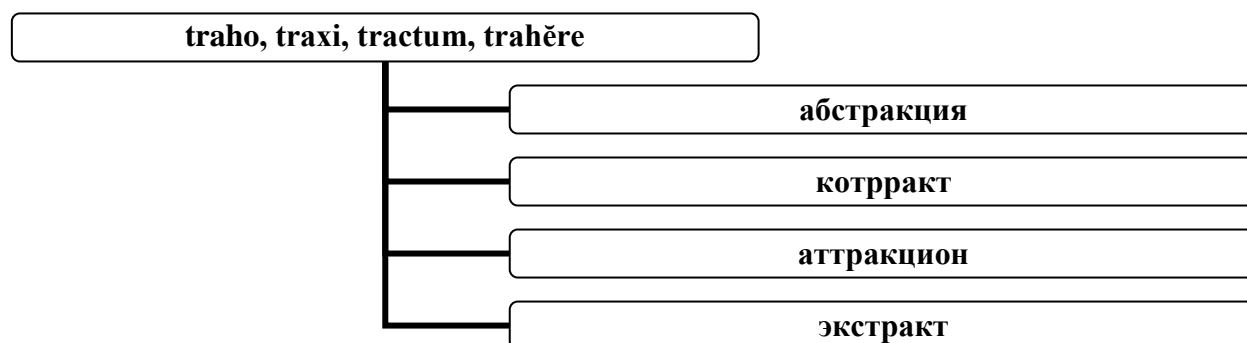 traho, traxi, tractum, trahĕre
абстракция
котрракт
аттракцион
экстракт